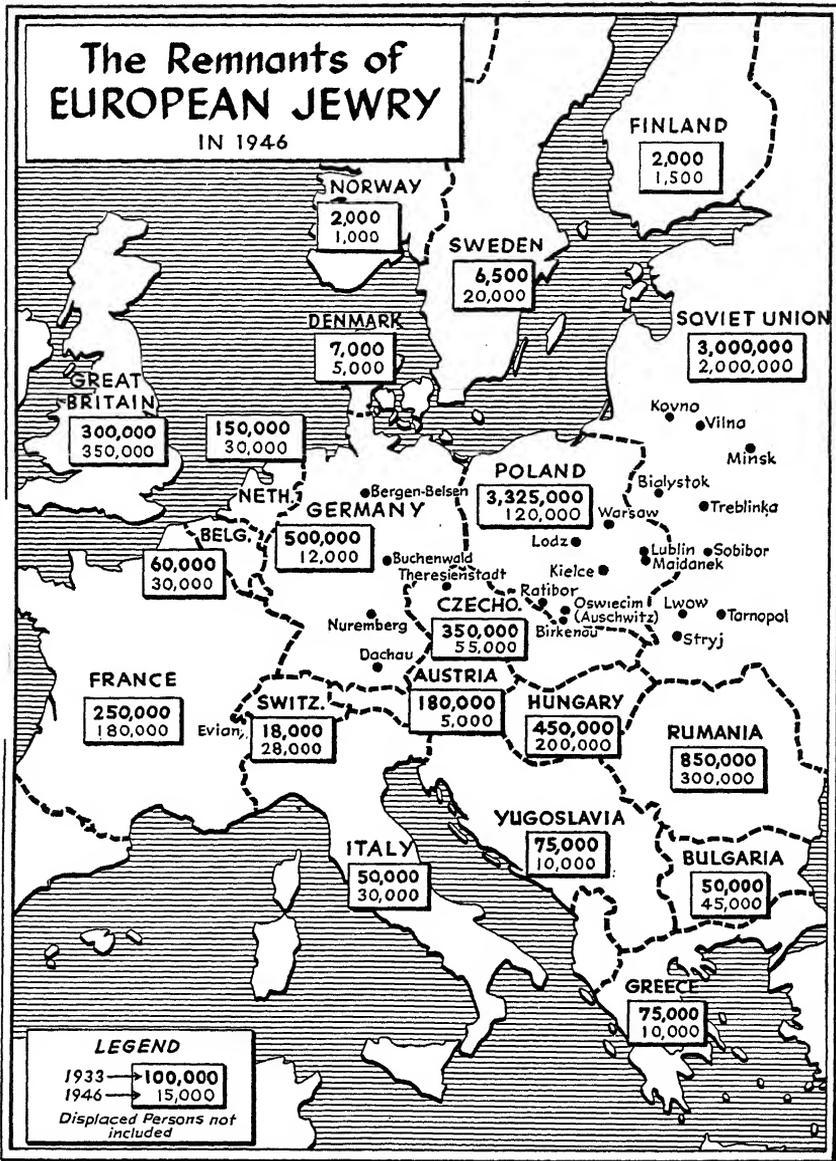 The Remnants of
EUROPEAN JEWRY
IN 1946
FINLAND
2,000
1,500
NORWAY
2,000
1,000
SWEDEN
6,500
20,000
DENMARK
7,000
5,000
SOVIET UNION
3,000,000
2,000,000
GREAT
BRITAIN
300,000
350,000
150,000
30,000
NETH.
Kovno
Vilna
Minsk
POLAND
3,325,000
120,000
Bialystok
Treblinka
Warsaw
Lodz
Lublin
Maidanek
Sobibor
Kielce
Bergen-Belsen
GERMANY
500,000
12,000
BELG.
60,000
30,000
Buchenwald
Theresienstadt
Ratibor
Oswiecim
(Auschwitz)
Birkenau
Lwow
Tarnopol
Stryj
CZECHO.
350,000
55,000
Nuremberg
Dachau
FRANCE
250,000
180,000
SWITZ.
Evian
18,000
28,000
AUSTRIA
180,000
5,000
HUNGARY
450,000
200,000
RUMANIA
850,000
300,000
YUGOSLAVIA
75,000
10,000
ITALY
50,000
30,000
BULGARIA
50,000
45,000
GREECE
75,000
10,000
LEGEND
1933 → 100,000
1946 → 15,000
Displaced Persons not
included